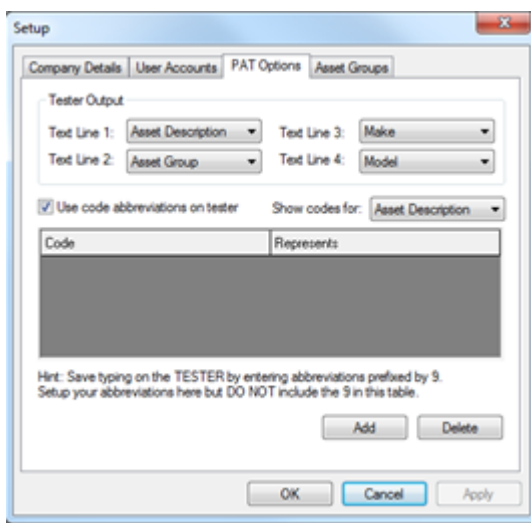 Setup
Company Details User Accounts PAT Options Asset Groups
Tester Output
Text Line 1: Asset Description Text Line 3: Make
Text Line 2: Asset Group Text Line 4: Model
Use code abbreviations on tester Show codes for: Asset Description
Code Represents
Hint: Save typing on the TESTER by entering abbreviations prefixed by 9.
Setup your abbreviations here but DO NOT include the 9 in this table.
Add Delete
OK Cancel Apply